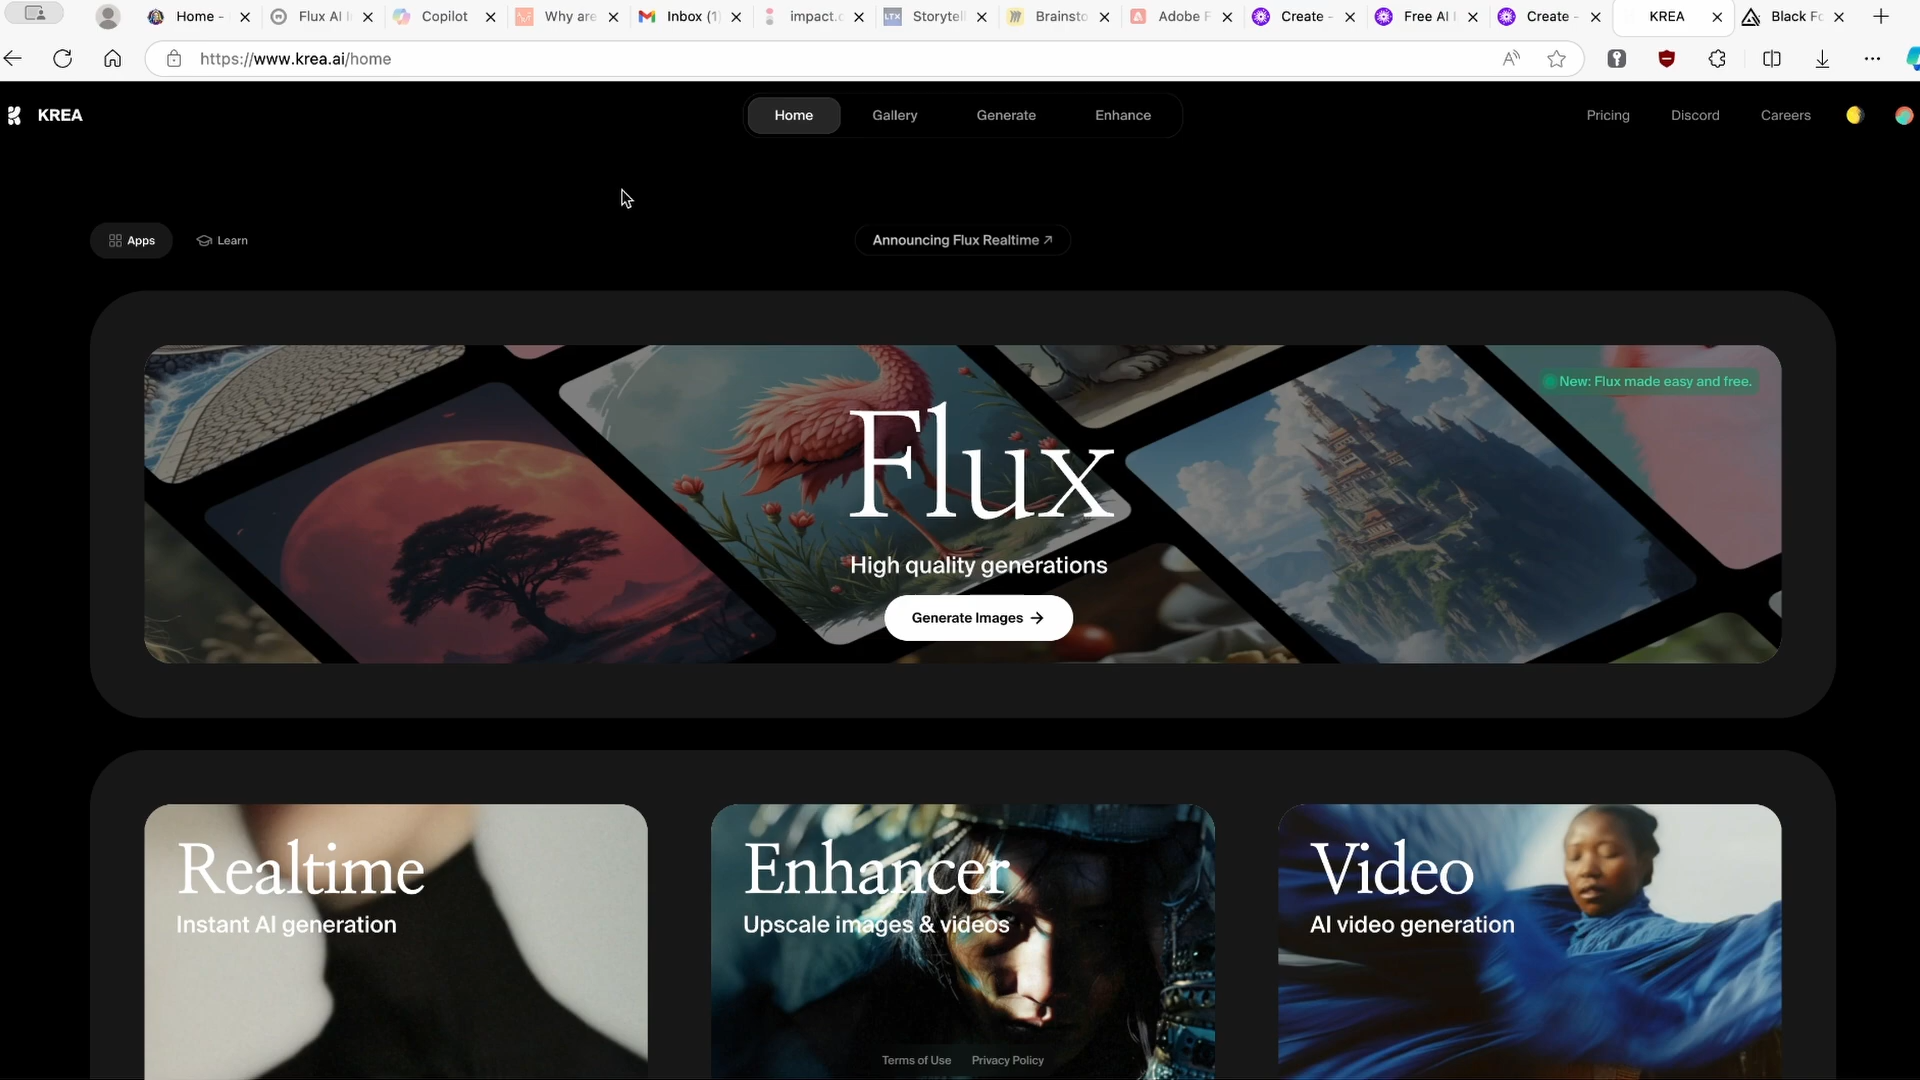 Home -
Flux AI I
Copilot
Why are
Inbox (1)
impact.c
Storytell
Brainsto
Adobe F
Create -
Free AI I
Create -
KREA
Black Fo
https://www.krea.ai/home
KREA
Home
Gallery
Generate
Enhance
Pricing
Discord
Careers
Apps
Learn
Announcing Flux Realtime ↗
New: Flux made easy and free.
Flux
High quality generations
Generate Images →
Realtime
Instant AI generation
Enhancer
Upscale images & videos
Video
AI video generation
Terms of Use
Privacy Policy